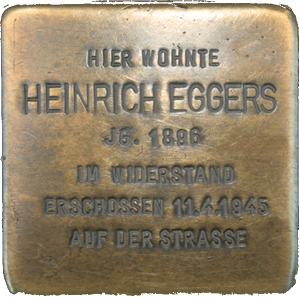 HIER WOHNTE
HEINRICH EGGERS
JG. 1896
IM WIDERSTAND
ERSCHOSSEN 11.4.1945
AUF DER STRASSE